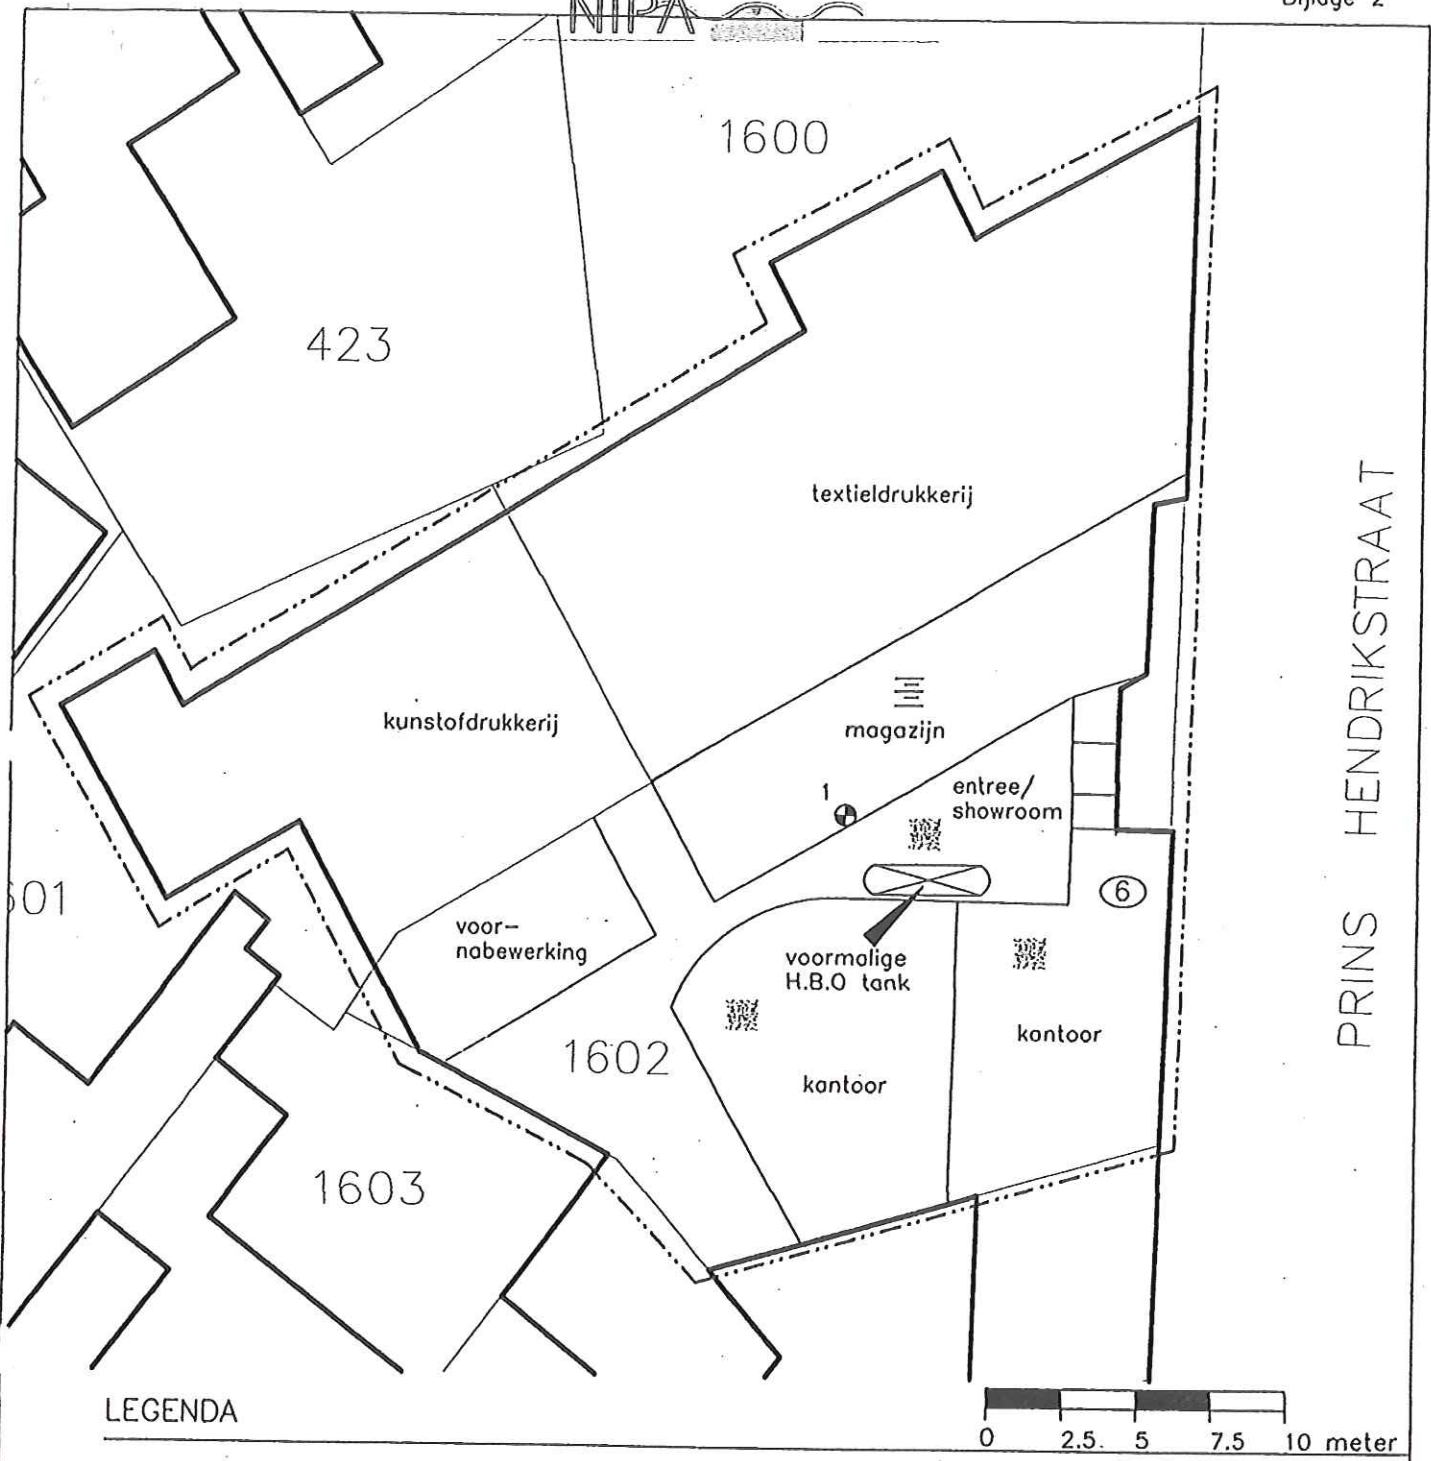 NIPA
Bijlage 2
1600
423
textieldrukkerij
PRINS HENDRIKSTRAAT
kunstofdrukkerij
magazijn
1
entree/
showroom
601
6
voor-
nabewerking
voormalige
H.B.O tank
kantoor
1602
kantoor
1603
LEGENDA
0 2.5. 5 7.5 10 meter